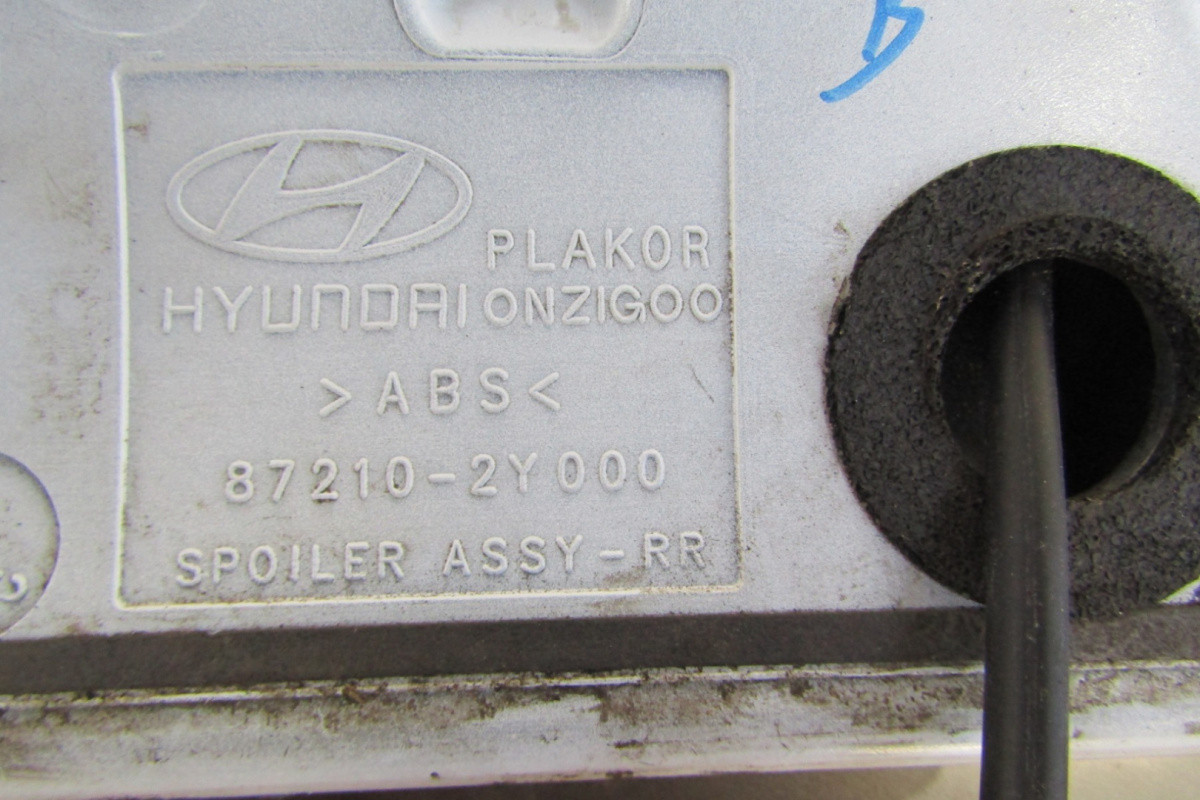 PLAKOR
HYUNDAI ONZIGOO
>ABS<
87210-2Y000
SPOILER ASSY-RR